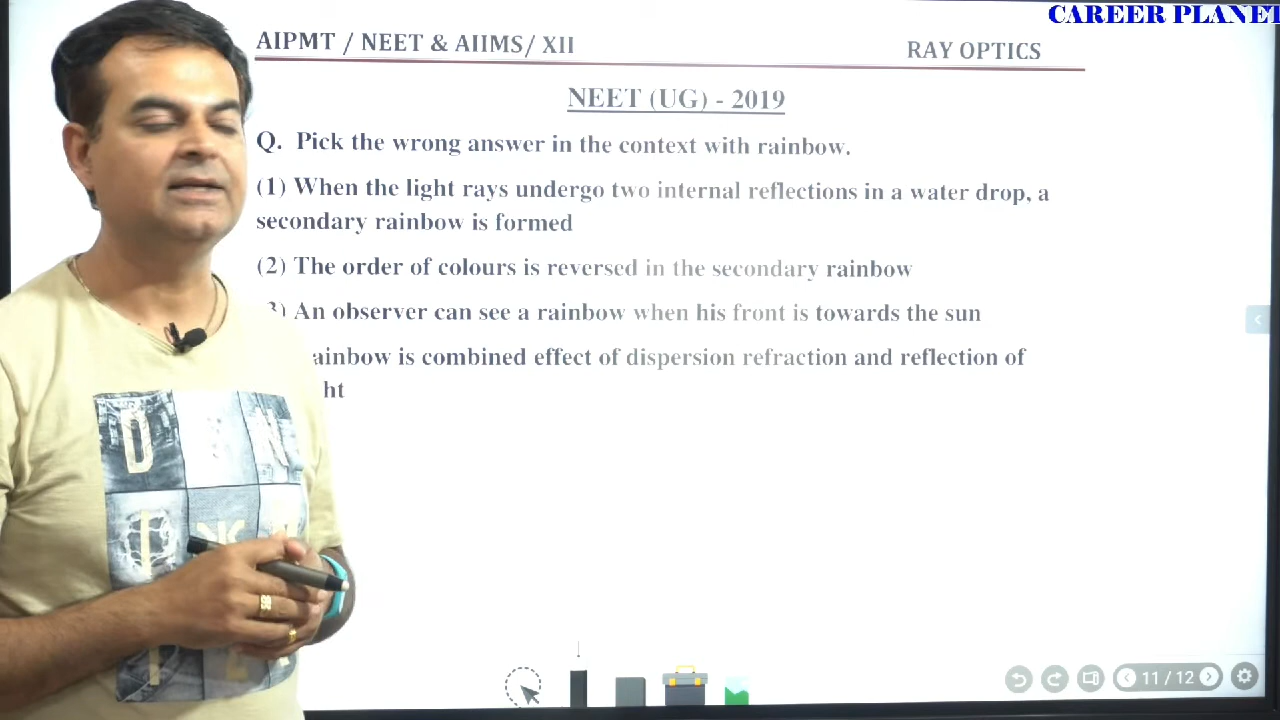 CAREER PLANET
AIPMT / NEET & AIIMS/ XII
RAY OPTICS
NEET (UG) - 2019
Q. Pick the wrong answer in the context with rainbow.
(1) When the light rays undergo two internal reflections in a water drop, a
secondary rainbow is formed
(2) The order of colours is reversed in the secondary rainbow
3) An observer can see a rainbow when his front is towards the sun
ainbow is combined effect of dispersion refraction and reflection of
ht
11 / 12